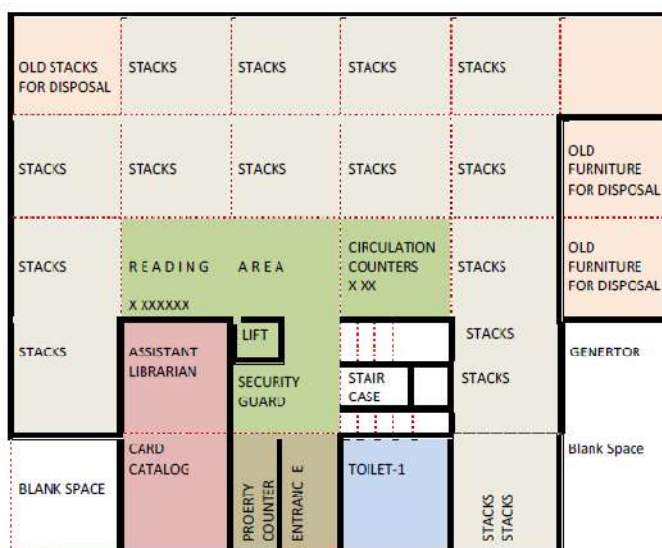 OLD STACKS
FOR DISPOSAL
STACKS
STACKS
STACKS
STACKS
STACKS
STACKS
STACKS
STACKS
STACKS
OLD
FURNITURE
FOR DISPOSAL
STACKS
READING AREA
X XXXXXX
CIRCULATION
COUNTERS
X XX
STACKS
OLD
FURNITURE
FOR DISPOSAL
STACKS
ASSISTANT
LIBRARIAN
LIFT
SECURITY
GUARD
STAIR
CASE
STACKS
STACKS
GENERTOR
BLANK SPACE
CARD
CATALOG
PROERTY
COUNTER
ENTRANC E
TOILET-1
STACKS
STACKS
Blank Space